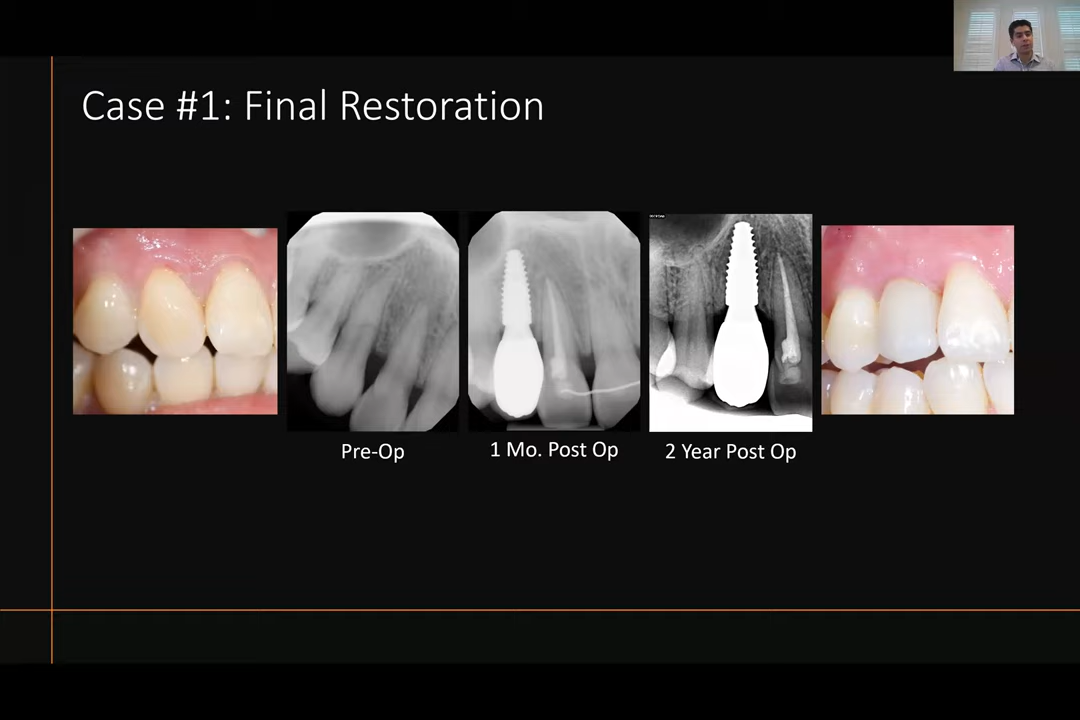 Case #1: Final Restoration
Pre-Op
1 Mo. Post Op
2 Year Post Op